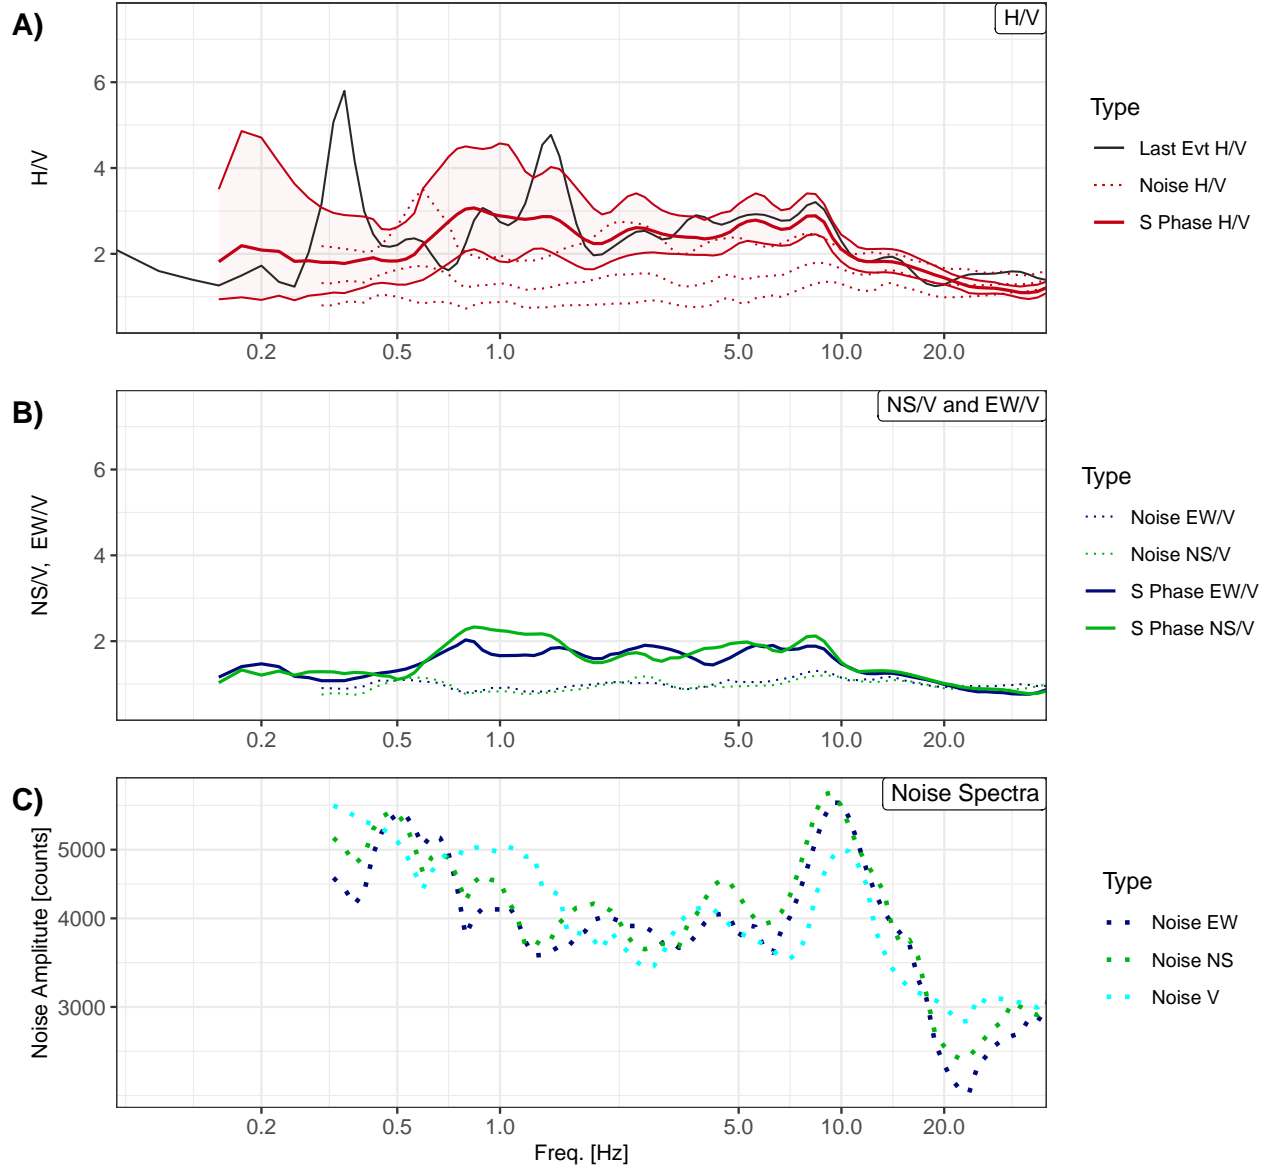 A)
H/V
6
4
2
H/V
0.2 0.5 1.0 5.0 10.0 20.0
Type
Last Evt H/V
Noise H/V
S Phase H/V
B)
NS/V and EW/V
6
4
2
NS/V, EW/V
0.2 0.5 1.0 5.0 10.0 20.0
Type
Noise EW/V
Noise NS/V
S Phase EW/V
S Phase NS/V
C)
Noise Spectra
5000
4000
3000
Noise Amplitute [counts]
0.2 0.5 1.0 5.0 10.0 20.0
Freq. [Hz]
Type
Noise EW
Noise NS
Noise V